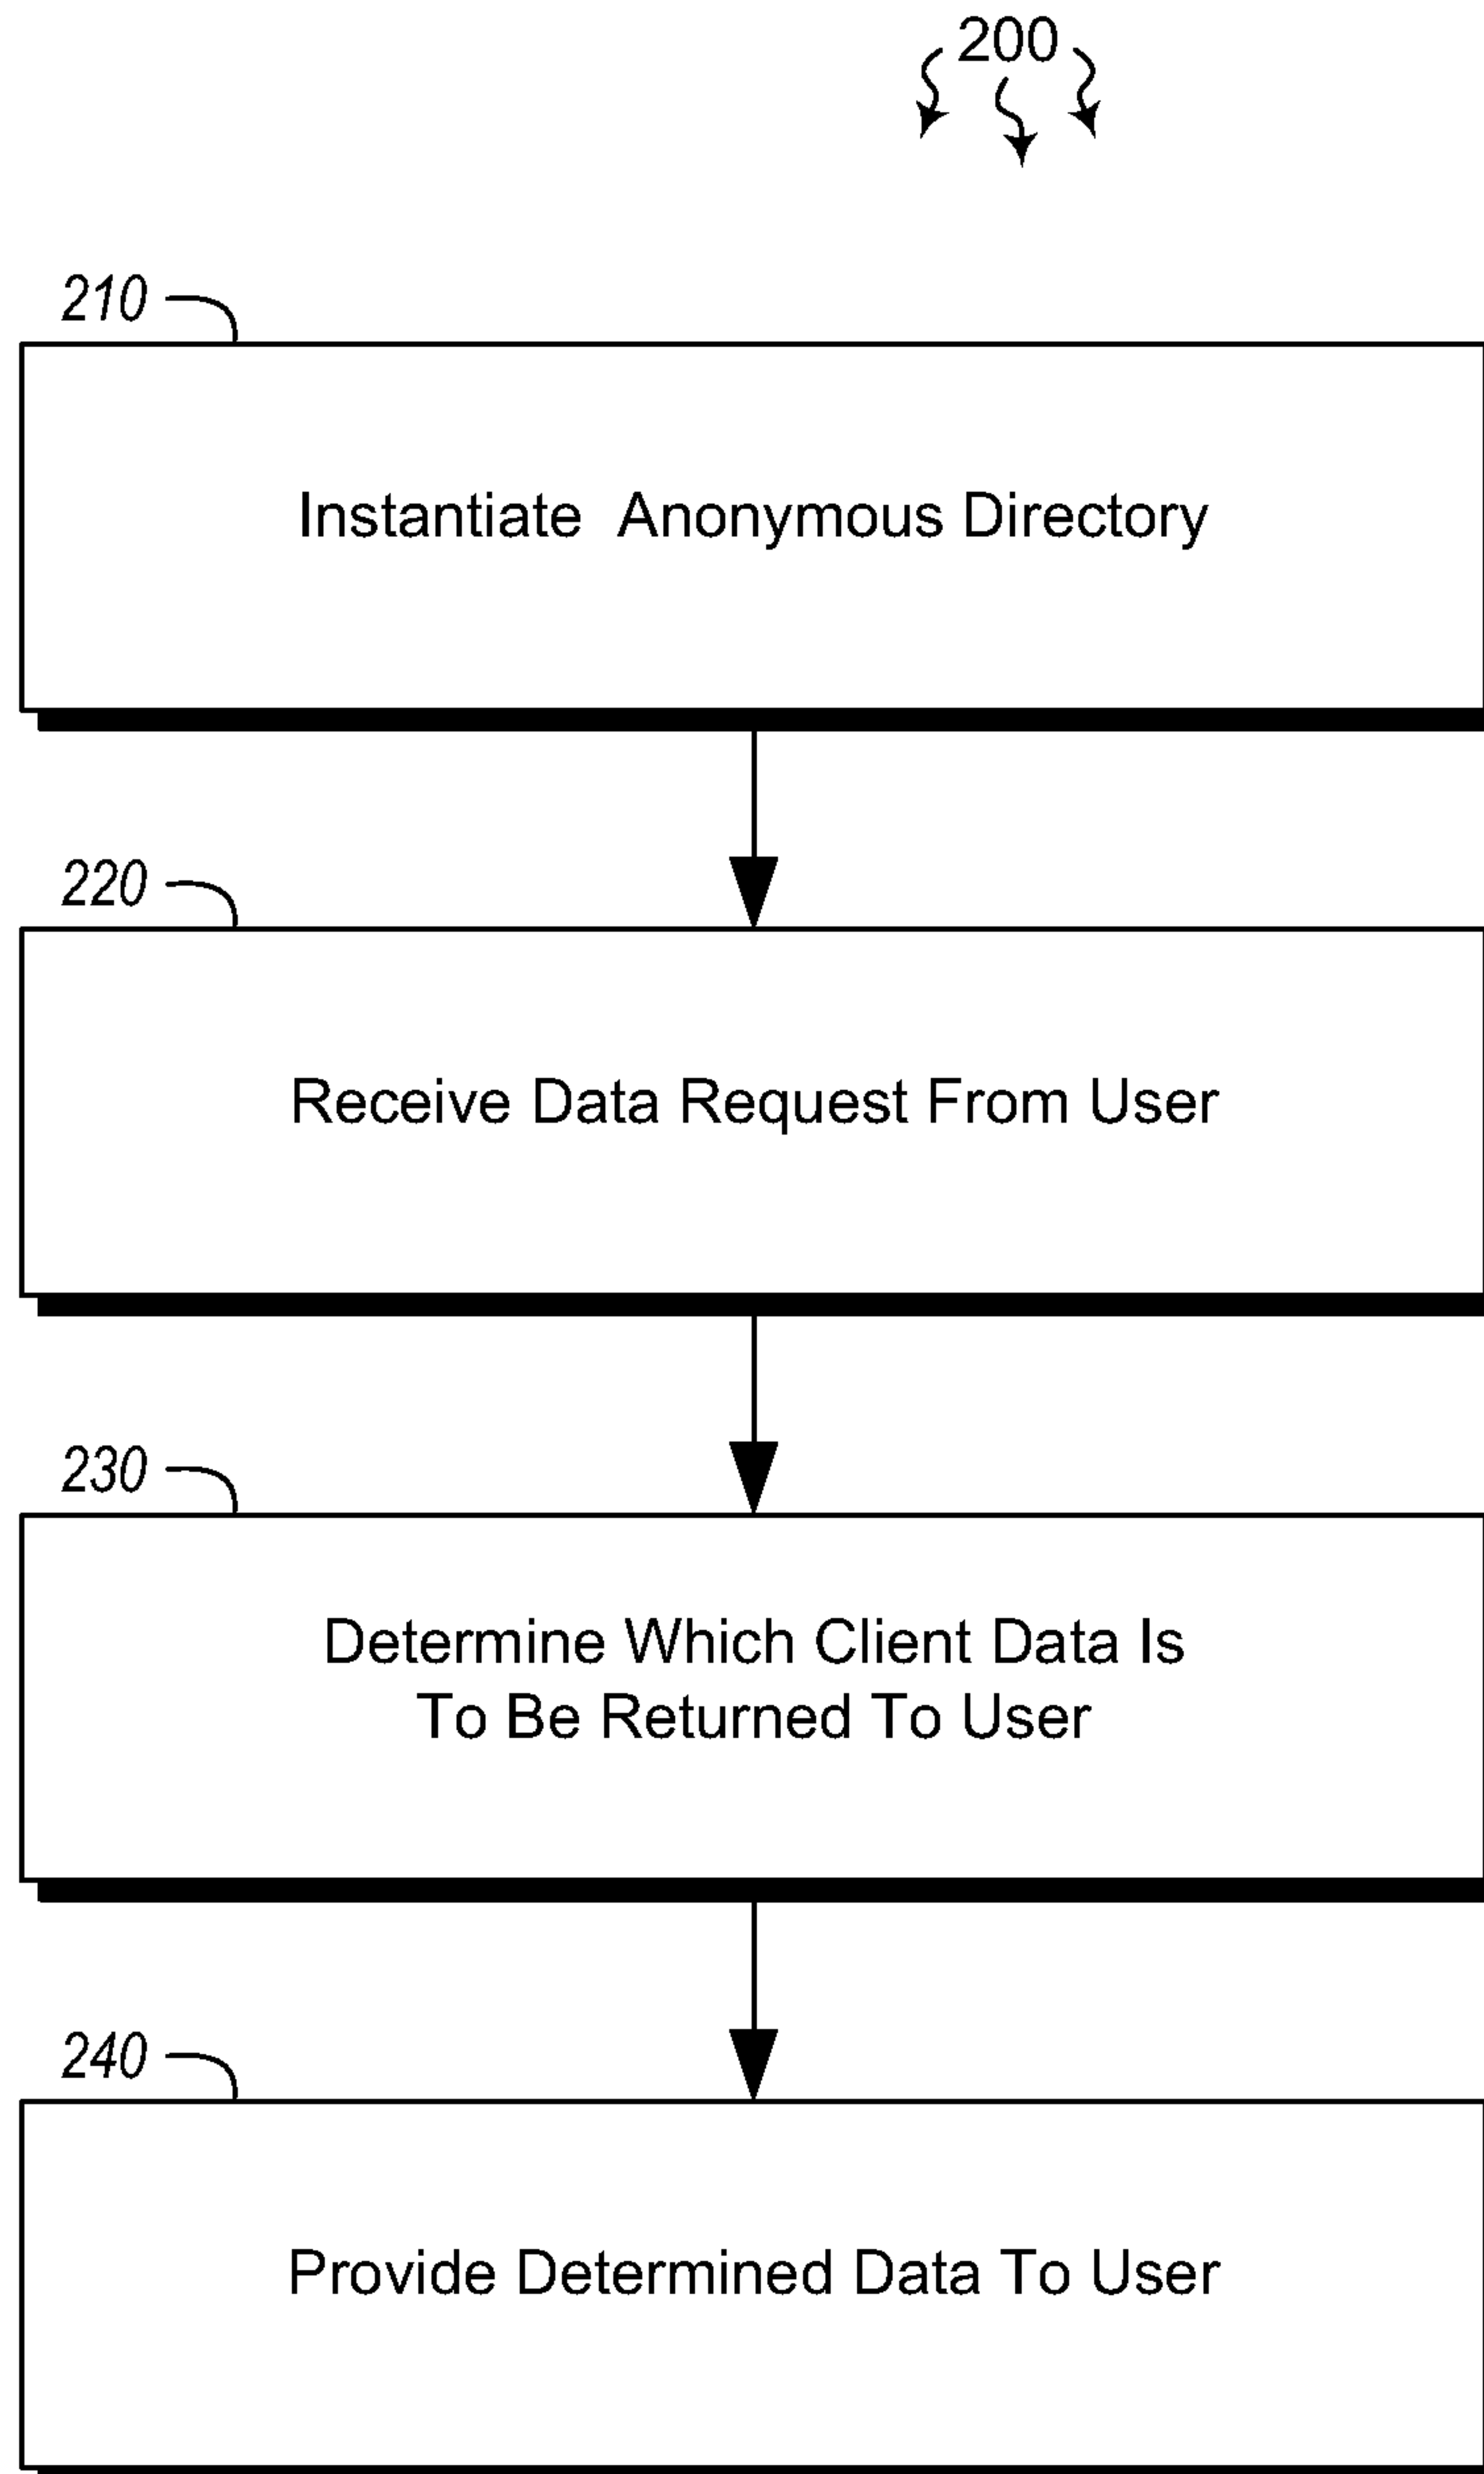 200
210
Instantiate Anonymous Directory
220
Receive Data Request From User
230
Determine Which Client Data Is
To Be Returned To User
240
Provide Determined Data To User